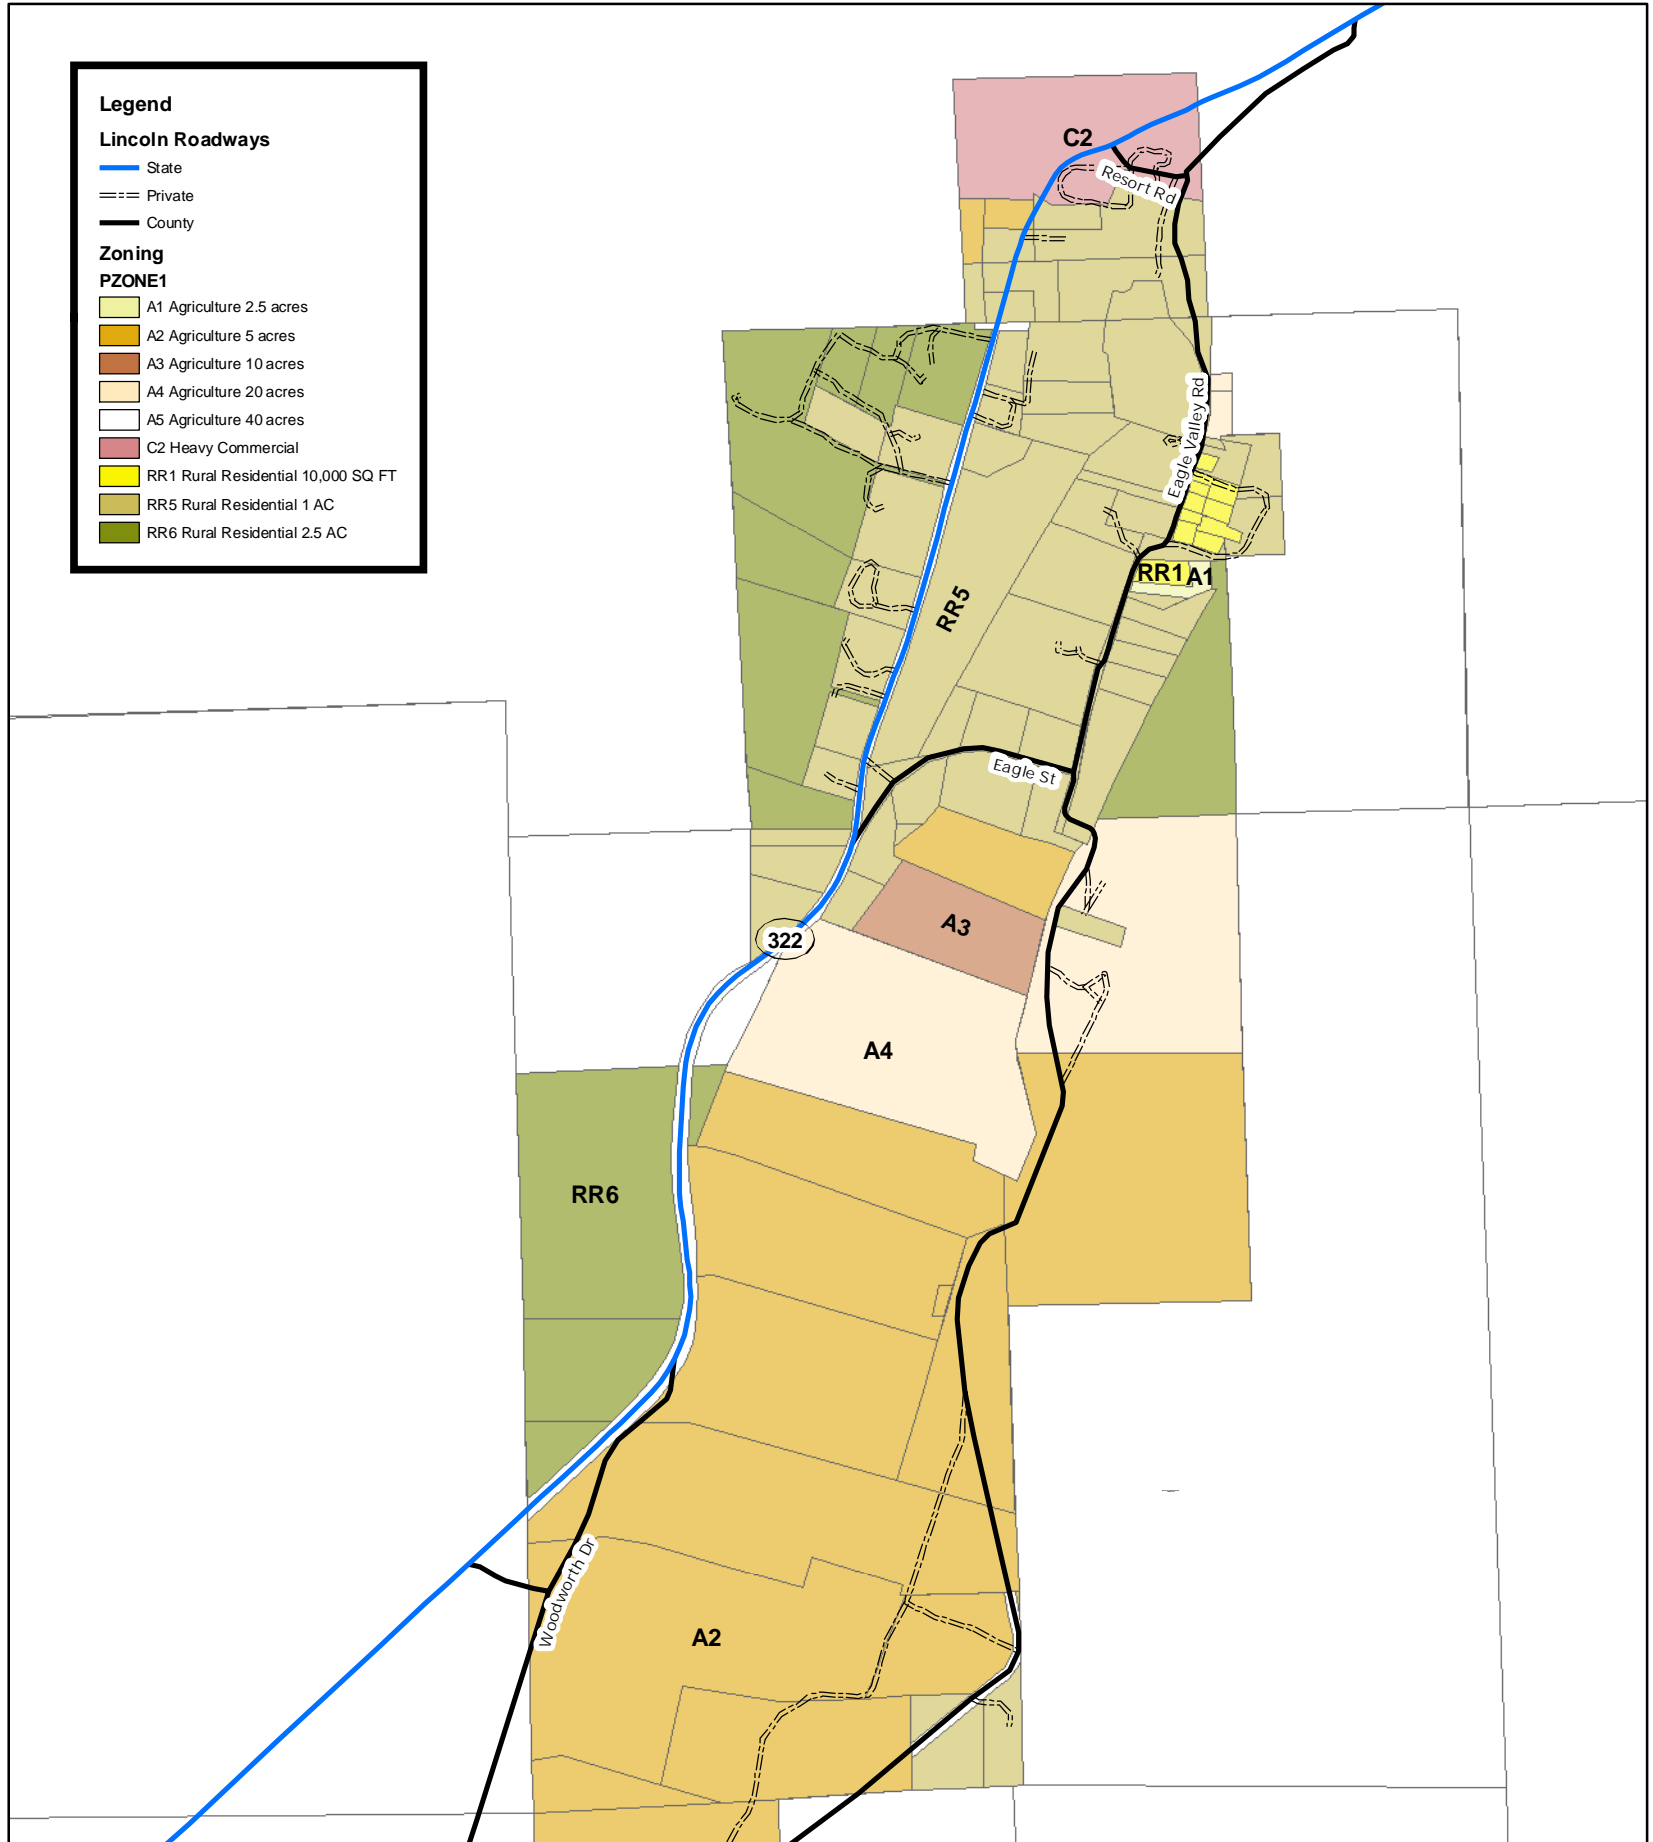 Legend
Lincoln Roadways
State
Private
County
Zoning
PZONE1
A1 Agriculture 2.5 acres
A2 Agriculture 5 acres
A3 Agriculture 10 acres
A4 Agriculture 20 acres
A5 Agriculture 40 acres
C2 Heavy Commercial
RR1 Rural Residential 10,000 SQ FT
RR5 Rural Residential 1 AC
RR6 Rural Residential 2.5 AC
C2
Resort Rd
Eagle Valley Rd
RR1
A1
RR5
Eagle St
A3
322
A4
RR6
Woodworth Dr
A2